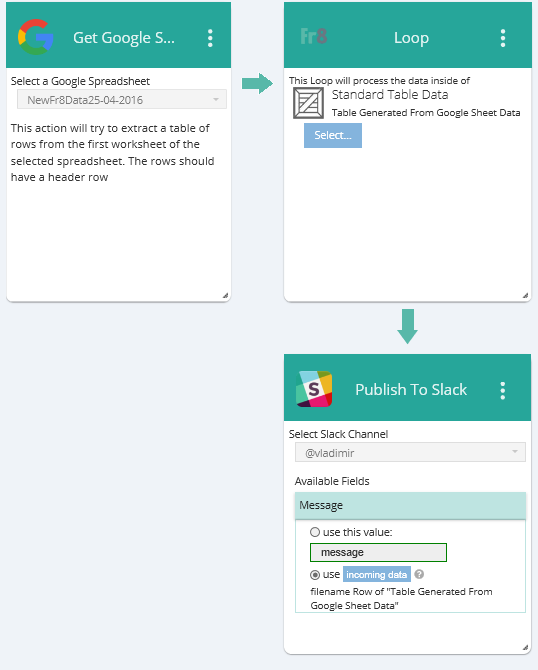 Get Google S...
Select a Google Spreadsheet
NewFr8Data25-04-2016
This action will try to extract a table of
rows from the first worksheet of the
selected spreadsheet. The rows should
have a header row
Fr8
Loop
This Loop will process the data inside of
Standard Table Data
Table Generated From Google Sheet Data
Select...
Publish To Slack
Select Slack Channel
@vladimir
Available Fields
Message
use this value:
message
use incoming data ?
filename Row of "Table Generated From
Google Sheet Data"